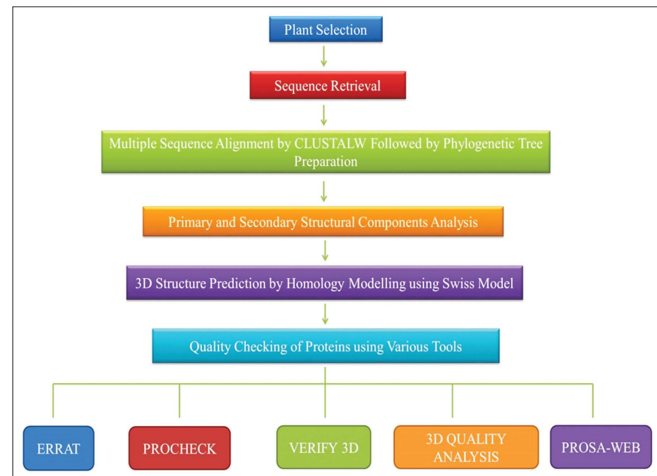 Plant Selection
Sequence Retrieval
Multiple Sequence Alignment by CLUSTALW Followed by Phylogenetic Tree
Preparation
Primary and Secondary Structural Components Analysis
3D Structure Prediction by Homology Modelling using Swiss Model
Quality Checking of Proteins using Various Tools
ERRAT
PROCHECK
VERIFY 3D
3D QUALITY
ANALYSIS
PROSA-WEB